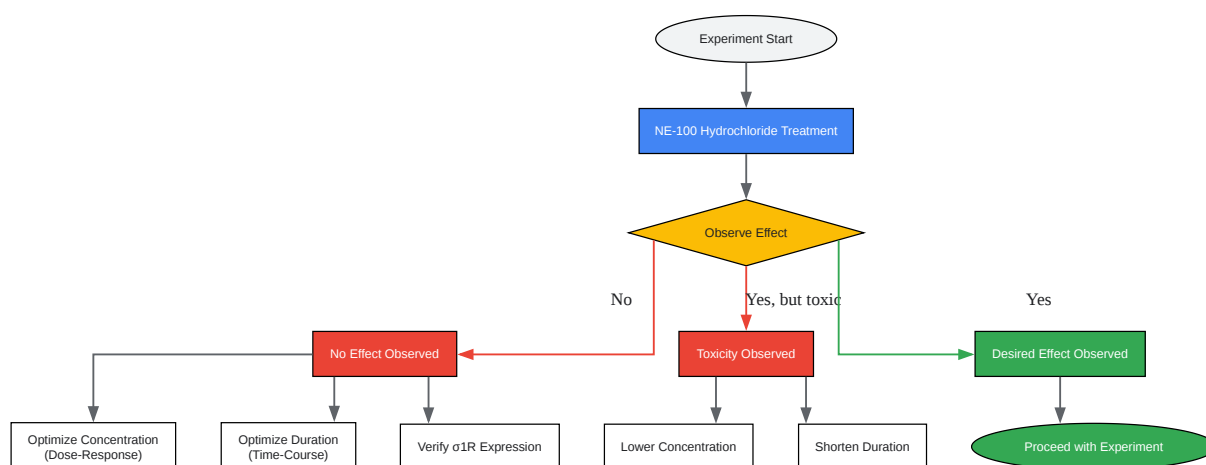 Experiment Start
NE-100 Hydrochloride Treatment
Observe Effect
No
Yes, but toxic
Yes
No Effect Observed
Toxicity Observed
Desired Effect Observed
Optimize Concentration
(Dose-Response)
Optimize Duration
(Time-Course)
Verify σ1R Expression
Lower Concentration
Shorten Duration
Proceed with Experiment